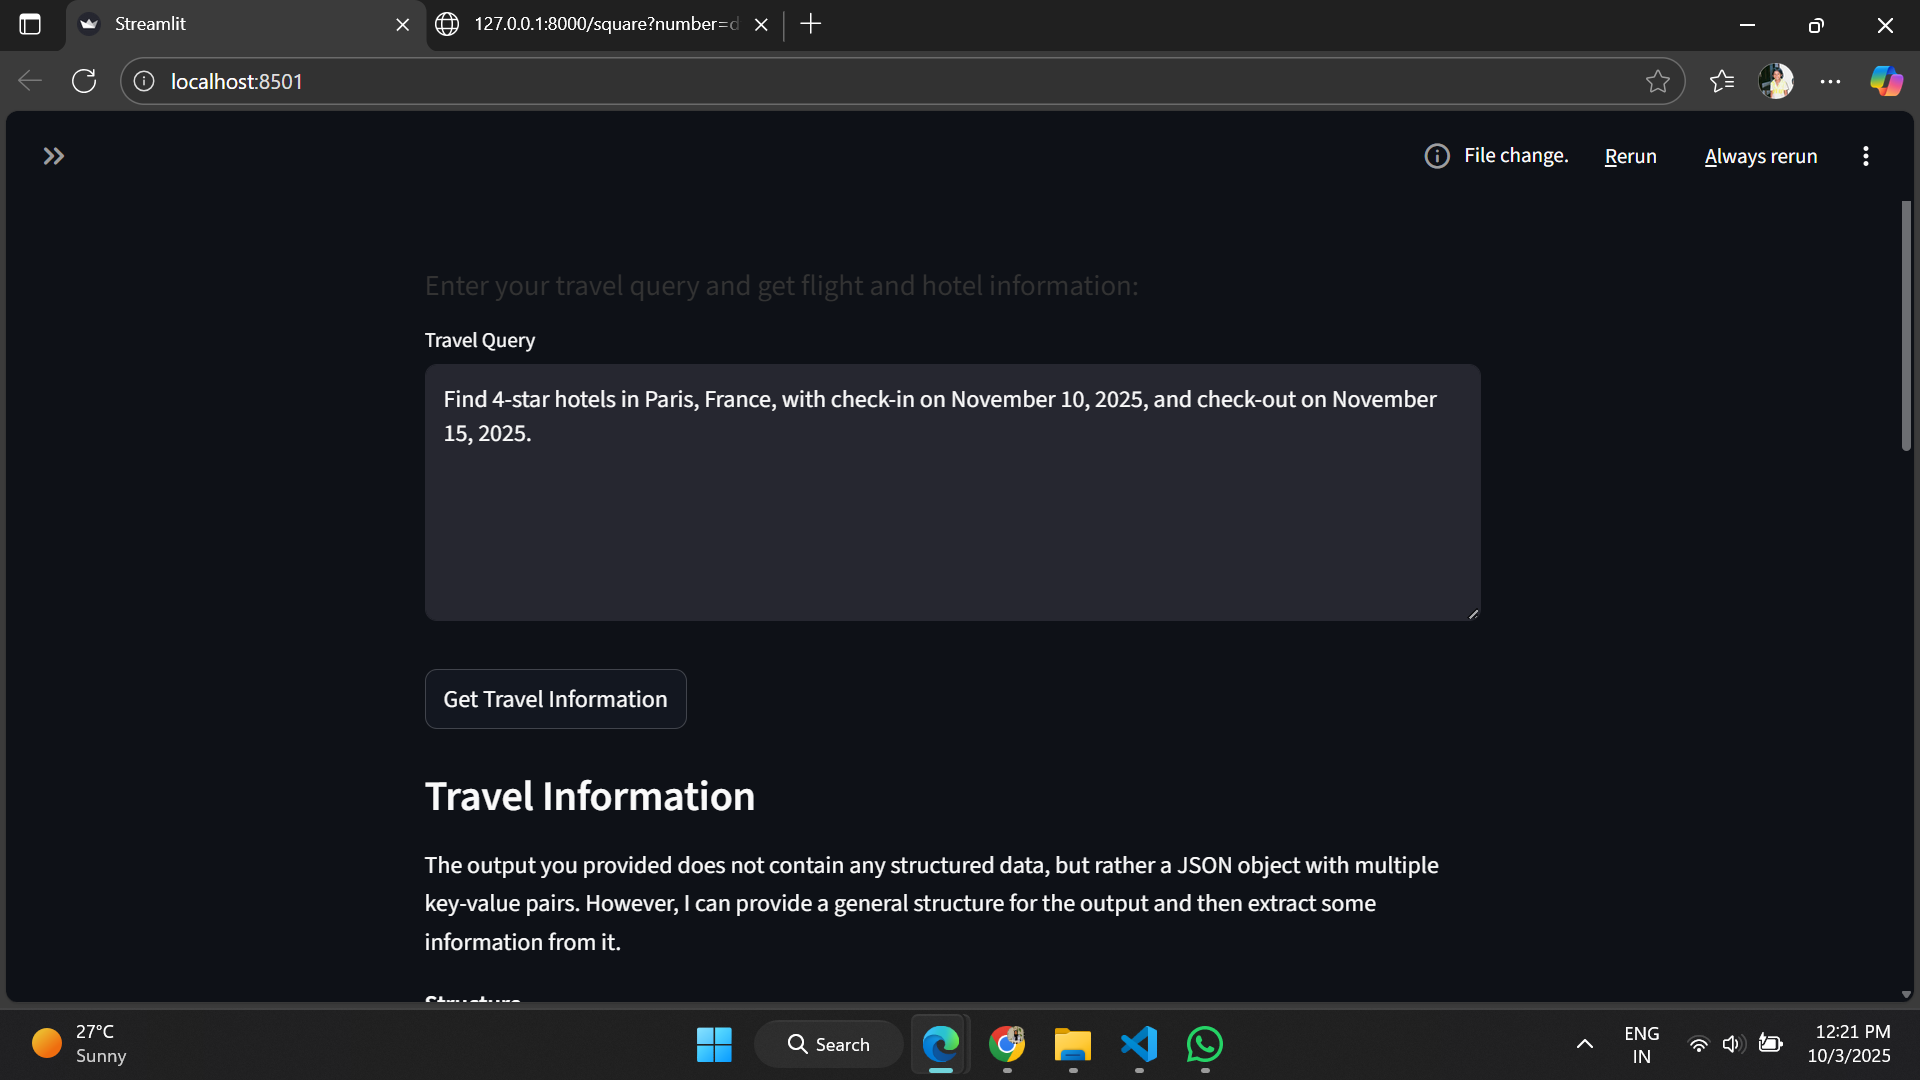 Streamlit
127.0.0.1:8000/square?number=d
localhost:8501
File change.
Rerun
Always rerun
Enter your travel query and get flight and hotel information:
Travel Query
Find 4-star hotels in Paris, France, with check-in on November 10, 2025, and check-out on November
15, 2025.
Get Travel Information
Travel Information
The output you provided does not contain any structured data, but rather a JSON object with multiple
key-value pairs. However, I can provide a general structure for the output and then extract some
information from it.
Structure
27°C
Sunny
Search
ENG
IN
12:21 PM
10/3/2025